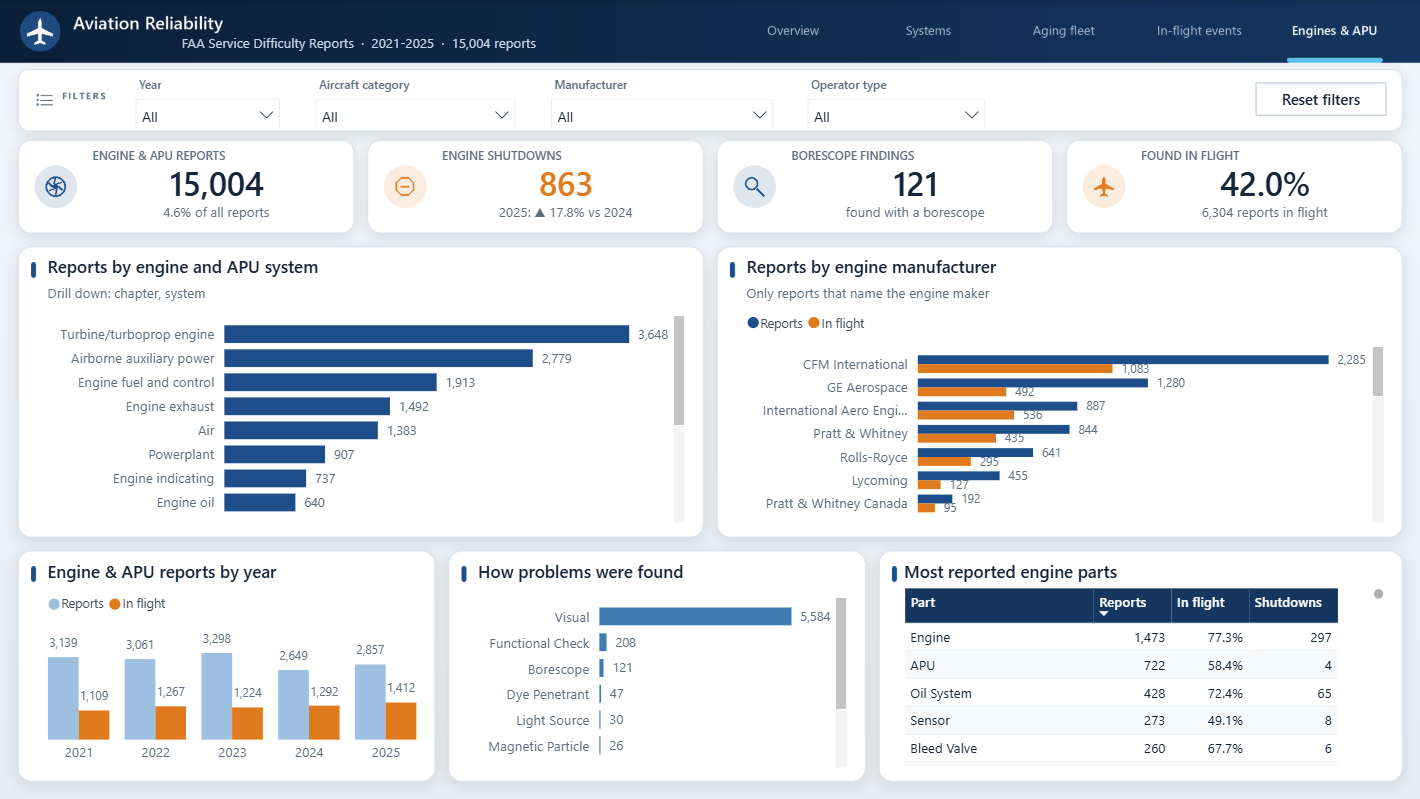 Aviation Reliability
FAA Service Difficulty Reports · 2021-2025 · 15,004 reports
Overview
Systems
Aging fleet
In-flight events
Engines & APU
FILTERS
Year
All
Aircraft category
All
Manufacturer
All
Operator type
All
Reset filters
ENGINE & APU REPORTS
15,004
4.6% of all reports
ENGINE SHUTDOWNS
863
2025: ▲ 17.8% vs 2024
BORESCOPE FINDINGS
121
found with a borescope
FOUND IN FLIGHT
42.0%
6,304 reports in flight
Reports by engine and APU system
Drill down: chapter, system
Turbine/turboprop engine 3,648
Airborne auxiliary power 2,779
Engine fuel and control 1,913
Engine exhaust 1,492
Air 1,383
Powerplant 907
Engine indicating 737
Engine oil 640
Reports by engine manufacturer
Only reports that name the engine maker
Reports In flight
CFM International 2,285 1,083
GE Aerospace 1,280 492
International Aero Engi... 887 536
Pratt & Whitney 844 435
Rolls-Royce 641 295
Lycoming 455 127
Pratt & Whitney Canada 192 95
Engine & APU reports by year
Reports In flight
3,139 1,109
3,061 1,267
3,298 1,224
2,649 1,292
2,857 1,412
2021 2022 2023 2024 2025
How problems were found
Visual 5,584
Functional Check 208
Borescope 121
Dye Penetrant 47
Light Source 30
Magnetic Particle 26
Most reported engine parts
Part Reports In flight Shutdowns
Engine 1,473 77.3% 297
APU 722 58.4% 4
Oil System 428 72.4% 65
Sensor 273 49.1% 8
Bleed Valve 260 67.7% 6